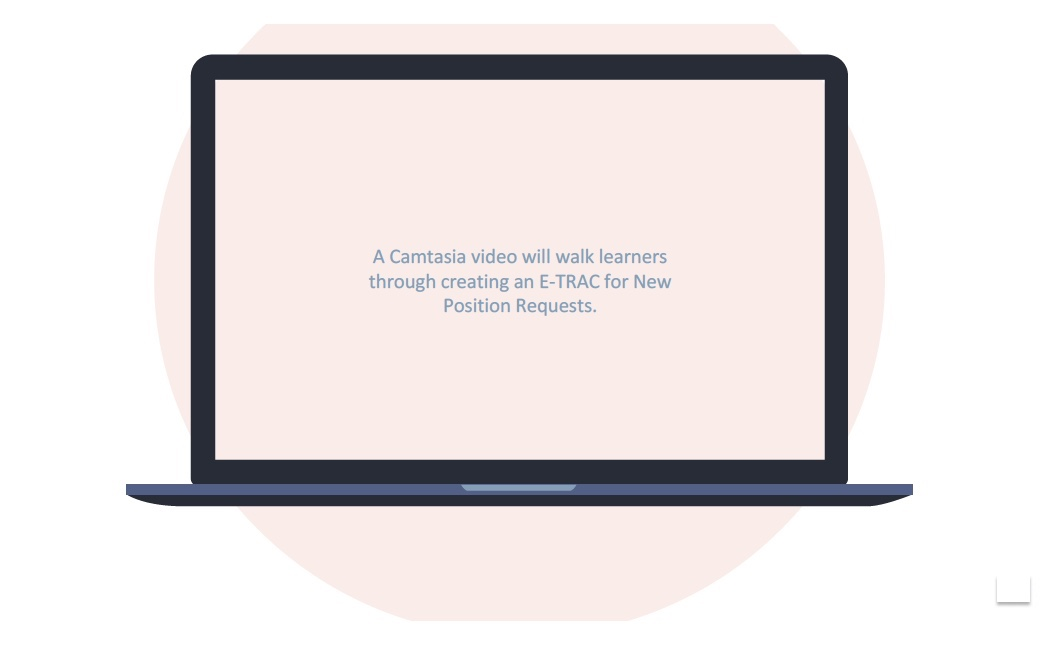 A Camtasia video will walk learners
through creating an E-TRAC for New
Position Requests.